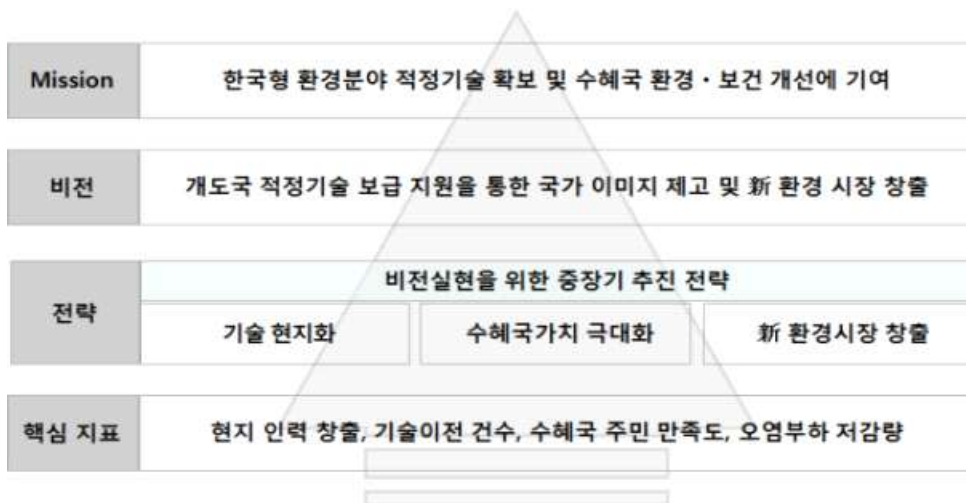 Mission
한국형 환경분야 적정기술 확보 및 수혜국 환경・보건 개선에 기여
비전
개도국 적정기술 보급 지원을 통한 국가 이미지 제고 및 新 환경 시장 창출
전략
비전실현을 위한 중장기 추진 전략
기술 현지화
수혜국가치 극대화
新 환경시장 창출
핵심 지표
현지 인력 창출, 기술이전 건수, 수혜국 주민 만족도, 오염부하 저감량